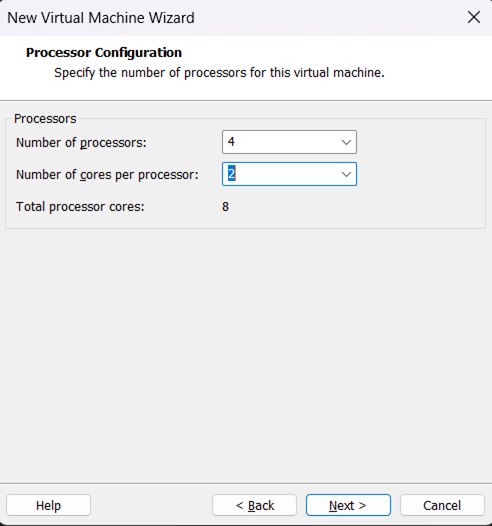 New Virtual Machine Wizard
Processor Configuration
Specify the number of processors for this virtual machine.
Processors
Number of processors: 4
Number of cores per processor: 2
Total processor cores: 8
Help < Back Next > Cancel